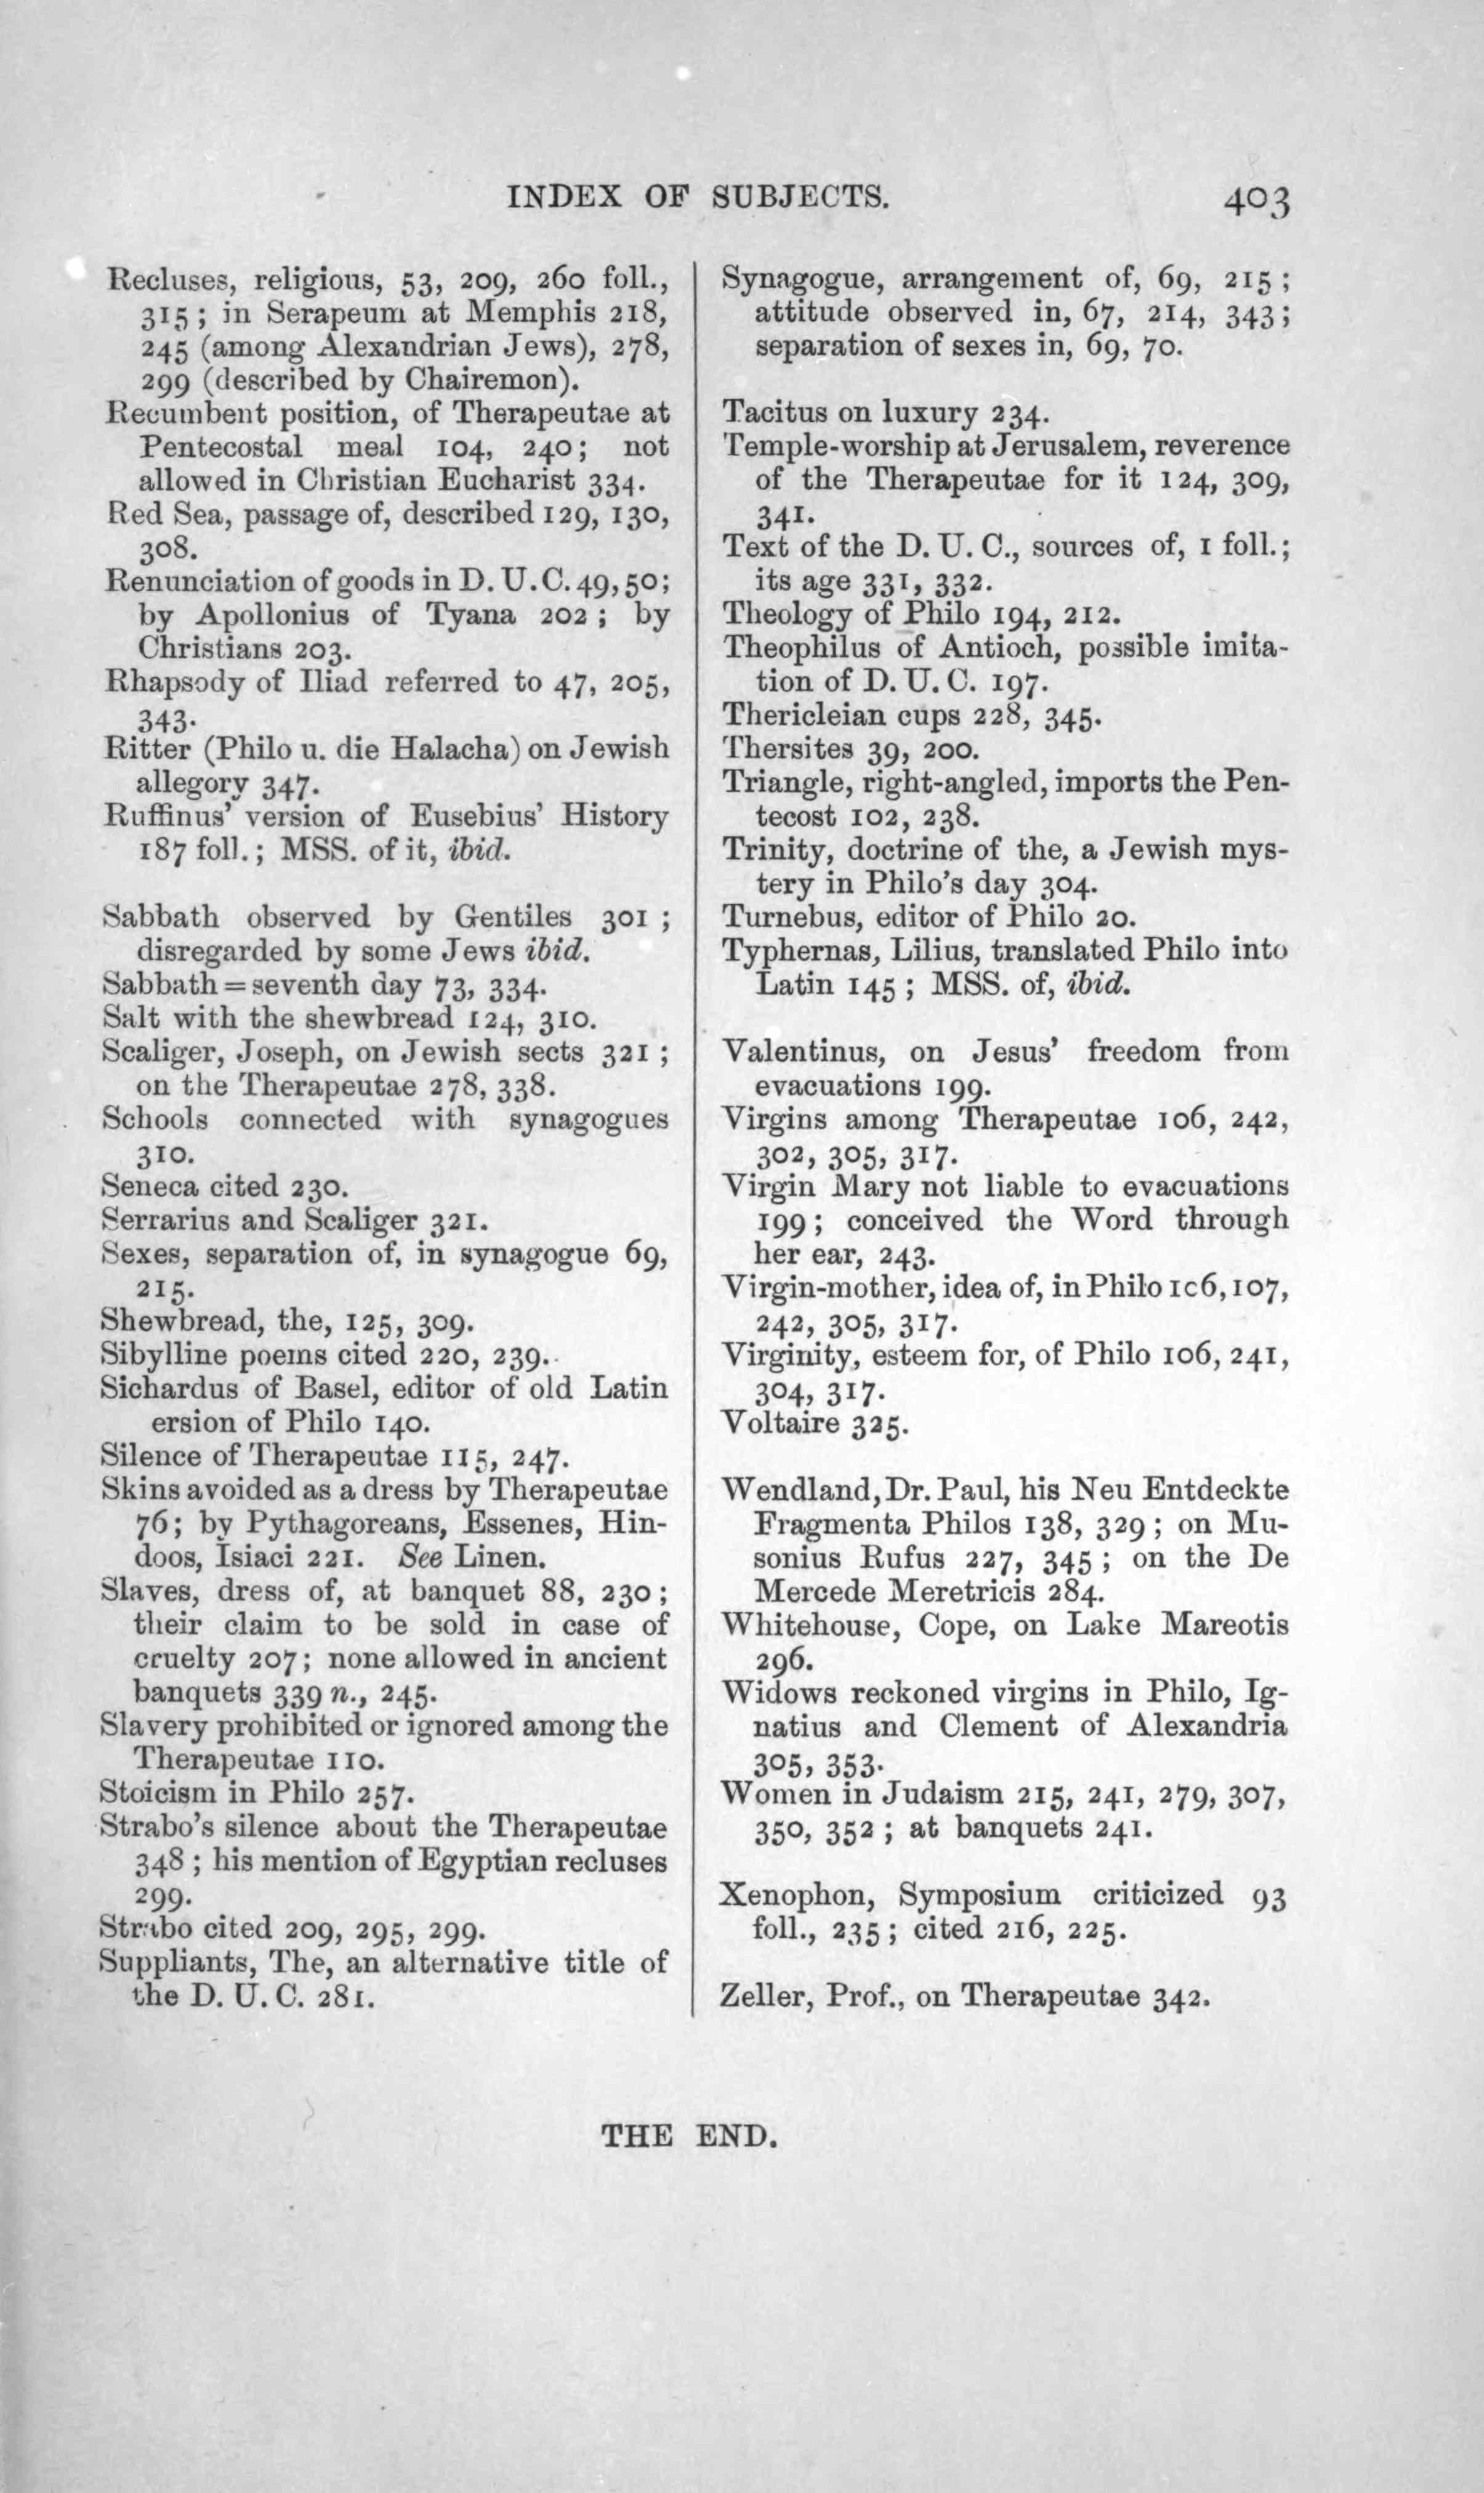 INDEX OF SUBJECTS. 403
Recluses, religious, 53, 209, 260 foll.,
315 ; in Serapeum at Memphis 218,
245 (among Alexandrian Jews), 278,
299 (described by Chairemon).
Recumbent position, of Therapeutae at
Pentecostal meal 104, 240; not
allowed in Christian Eucharist 334.
Red Sea, passage of, described 129, 130,
308.
Renunciation of goods in D. U. C. 49, 50;
by Apollonius of Tyana 202 ; by
Christians 203.
Rhapsody of Iliad referred to 47, 205,
343.
Ritter (Philo u. die Halacha) on Jewish
allegory 347.
Ruffinus' version of Eusebius' History
187 foll. ; MSS. of it, ibid.
Sabbath observed by Gentiles 301 ;
disregarded by some Jews ibid.
Sabbath = seventh day 73, 334.
Salt with the shewbread 124, 310.
Scaliger, Joseph, on Jewish sects 321 ;
on the Therapeutae 278, 338.
Schools connected with synagogues
310.
Seneca cited 230.
Serrarius and Scaliger 321.
Sexes, separation of, in synagogue 69,
215.
Shewbread, the, 125, 309.
Sibylline poems cited 220, 239.
Sichardus of Basel, editor of old Latin
ersion of Philo 140.
Silence of Therapeutae 115, 247.
Skins avoided as a dress by Therapeutae
76; by Pythagoreans, Essenes, Hin-
doos, Isiaci 221. See Linen.
Slaves, dress of, at banquet 88, 230 ;
their claim to be sold in case of
cruelty 207; none allowed in ancient
banquets 339 n., 245.
Slavery prohibited or ignored among the
Therapeutae 110.
Stoicism in Philo 257.
Strabo's silence about the Therapeutae
348 ; his mention of Egyptian recluses
299.
Strabo cited 209, 295, 299.
Suppliants, The, an alternative title of
the D. U. C. 281.
Synagogue, arrangement of, 69, 215 ;
attitude observed in, 67, 214, 343 ;
separation of sexes in, 69, 70.
Tacitus on luxury 234.
Temple-worship at Jerusalem, reverence
of the Therapeutae for it 124, 309,
341.
Text of the D. U. C., sources of, 1 foll. ;
its age 331, 332.
Theology of Philo 194, 212.
Theophilus of Antioch, possible imita-
tion of D. U. C. 197.
Thericleian cups 228, 345.
Thersites 39, 200.
Triangle, right-angled, imports the Pen-
tecost 102, 238.
Trinity, doctrine of the, a Jewish mys-
tery in Philo's day 304.
Turnebus, editor of Philo 20.
Typhernas, Lilius, translated Philo into
Latin 145 ; MSS. of, ibid.
Valentinus, on Jesus' freedom from
evacuations 199.
Virgins among Therapeutae 106, 242,
302, 305, 317.
Virgin Mary not liable to evacuations
199 ; conceived the Word through
her ear, 243.
Virgin-mother, idea of, in Philo 1c6, 107,
242, 305, 317.
Virginity, esteem for, of Philo 106, 241,
304, 317.
Voltaire 325.
Wendland, Dr. Paul, his Neu Entdeckte
Fragmenta Philos 138, 329 ; on Mu-
sonius Rufus 227, 345 ; on the De
Mercede Meretricis 284.
Whitehouse, Cope, on Lake Mareotis
296.
Widows reckoned virgins in Philo, Ig-
natius and Clement of Alexandria
305, 353.
Women in Judaism 215, 241, 279, 307,
350, 352 ; at banquets 241.
Xenophon, Symposium criticized 93
foll., 235 ; cited 216, 225.
Zeller, Prof., on Therapeutae 342.
THE END.